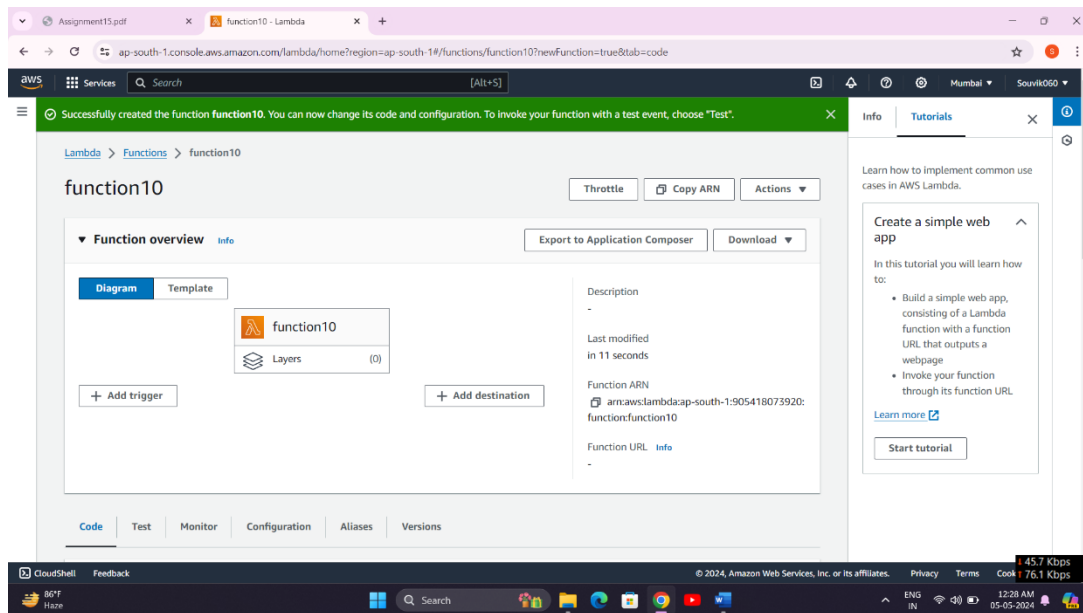 Assignment15.pdf
function10 - Lambda
ap-south-1.console.aws.amazon.com/lambda/home?region=ap-south-1#/functions/function10?newFunction=true&tab=code
S
aws
Services
Search
[Alt+S]
Mumbai
Souvik060
Successfully created the function function10. You can now change its code and configuration. To invoke your function with a test event, choose "Test".
Lambda > Functions > function10
function10
Throttle
Copy ARN
Actions
Function overview Info
Export to Application Composer
Download
Diagram
Template
function10
Layers (0)
+ Add trigger
+ Add destination
Description
-
Last modified
in 11 seconds
Function ARN
arn:aws:lambda:ap-south-1:905418073920:
function:function10
Function URL Info
-
Code
Test
Monitor
Configuration
Aliases
Versions
Info
Tutorials
Learn how to implement common use
cases in AWS Lambda.
Create a simple web
app
In this tutorial you will learn how
to:
• Build a simple web app,
consisting of a Lambda
function with a function
URL that outputs a
webpage
• Invoke your function
through its function URL
Learn more
Start tutorial
CloudShell
Feedback
© 2024, Amazon Web Services, Inc. or its affiliates.
Privacy
Terms
Cook
45.7 Kbps
76.1 Kbps
86°F
Haze
Search
ENG
IN
12:28 AM
05-05-2024